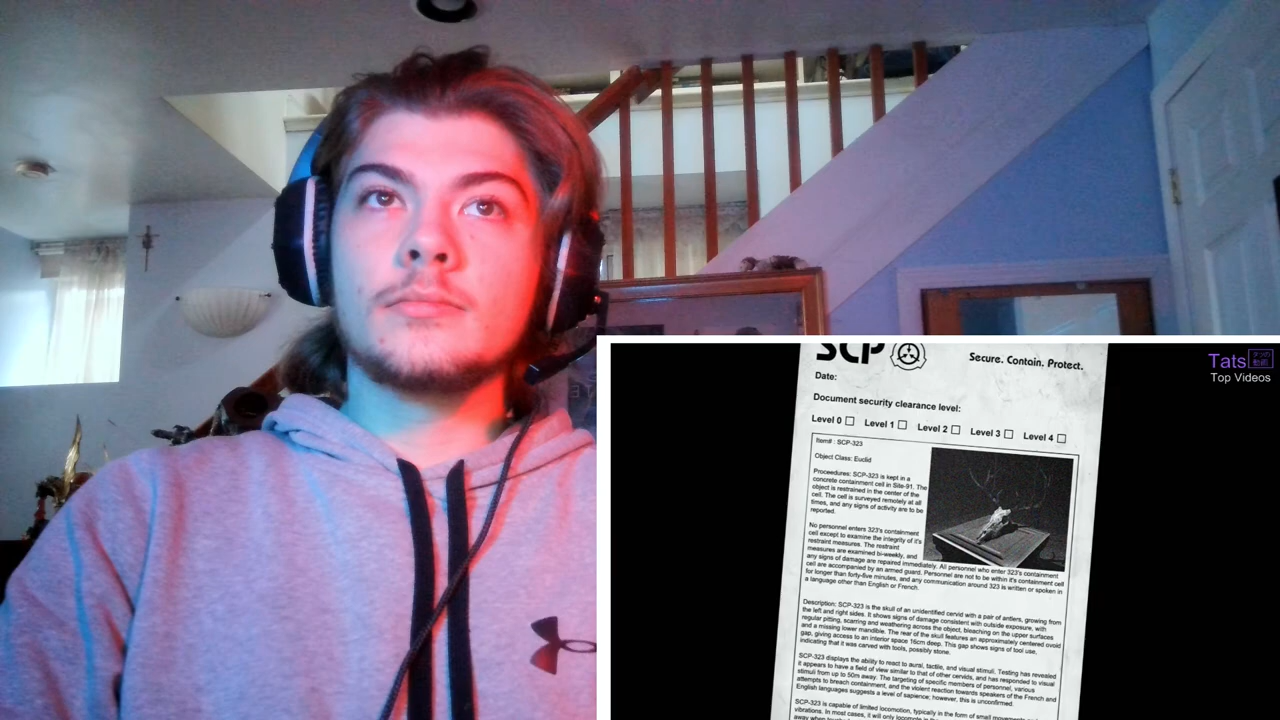 SCP
Secure. Contain. Protect.
Tats
Top Videos
Date:
Document security clearance level:
Level 0 Level 1 Level 2 Level 3 Level 4
Item# : SCP-323
Object Class: Euclid
Proceedures: SCP-323 is kept in a
concrete containment cell in Site-91. The
object is restrained in the center of the
cell. The cell is surveyed remotely at all
times, and any signs of activity are to be
reported.
No personnel enters 323's containment
cell except to examine the integrity of it's
restraint measures. The restraint
measures are examined bi-weekly, and
any signs of damage are repaired immediately. All personnel who enter 323's containment
cell are accompanied by an armed guard. Personnel are not to be within it's containment cell
for longer than forty-five minutes, and any communication around 323 is written or spoken in
a language other than English or French.
Description: SCP-323 is the skull of an unidentified cervid with a pair of antlers, growing from
the left and right sides. It shows signs of damage consistent with outside exposure, with
regular pitting, scarring and weathering across the object, bleaching on the upper surfaces
and a missing lower mandible. The rear of the skull features an approximately centered ovoid
gap, giving access to an interior space 16cm deep. This gap shows signs of tool use,
indicating that it was carved with tools, possibly stone.
SCP-323 displays the ability to react to aural, tactile, and visual stimuli. Testing has revealed
it appears to have a field of view similar to that of other cervids, and has responded to visual
stimuli from up to 50m away. The targeting of specific members of personnel, various
attempts to breach containment, and the violent reaction towards speakers of the French and
English languages suggests a level of sapience; however, this is unconfirmed.
SCP-323 is capable of limited locomotion, typically in the form of small movements
vibrations. In most cases, it will only locomote